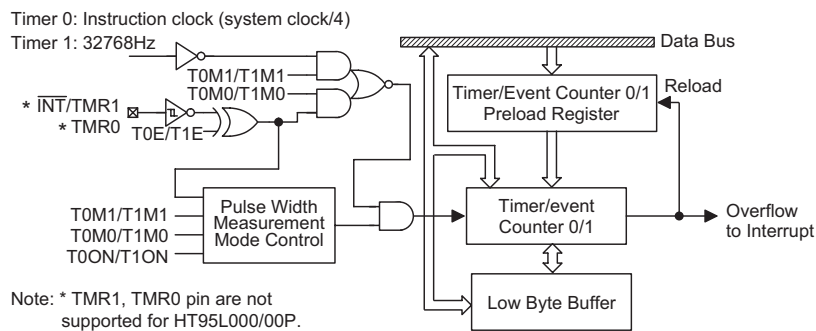 Timer 0: Instruction clock (system clock/4)
Timer 1: 32768Hz
Data Bus
T0M1/T1M1
T0M0/T1M0
Timer/Event Counter 0/1
Preload Register
Reload
* I̅N̅T̅/TMR1
* TMR0
T0E/T1E
T0M1/T1M1
T0M0/T1M0
T0ON/T1ON
Pulse Width
Measurement
Mode Control
Timer/event
Counter 0/1
Overflow
to Interrupt
Low Byte Buffer
Note: * TMR1, TMR0 pin are not
supported for HT95L000/00P.